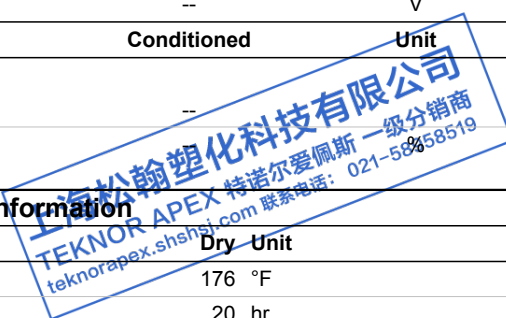 -- V
Conditioned Unit
--
-- %
上海松翰塑化科技有限公司
TEKNOR APEX 特诺尔爱佩斯 一级分销商
teknorapex.shshsj.com 联系电话: 021-58958519
nformation
Dry Unit
176 °F
20 hr